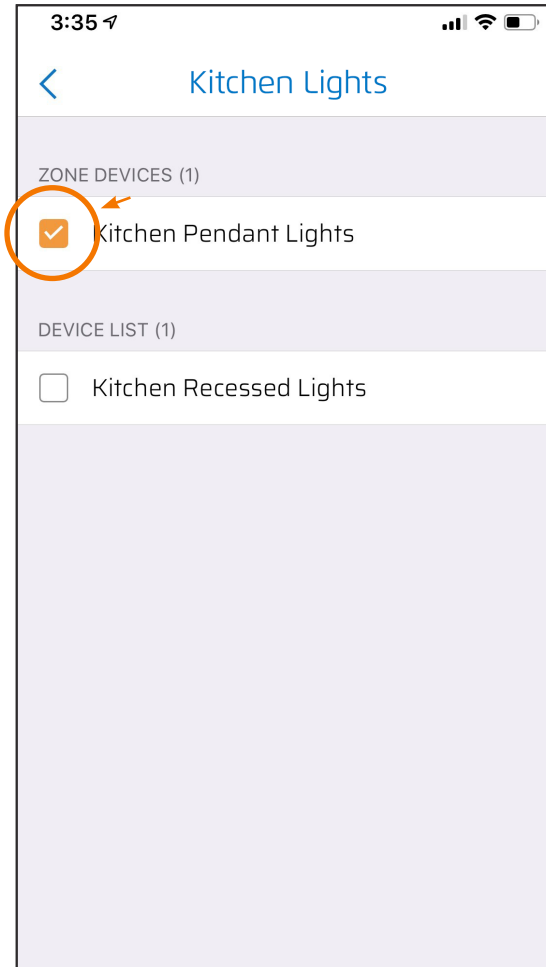 3:35
Kitchen Lights
ZONE DEVICES (1)
Kitchen Pendant Lights
DEVICE LIST (1)
Kitchen Recessed Lights